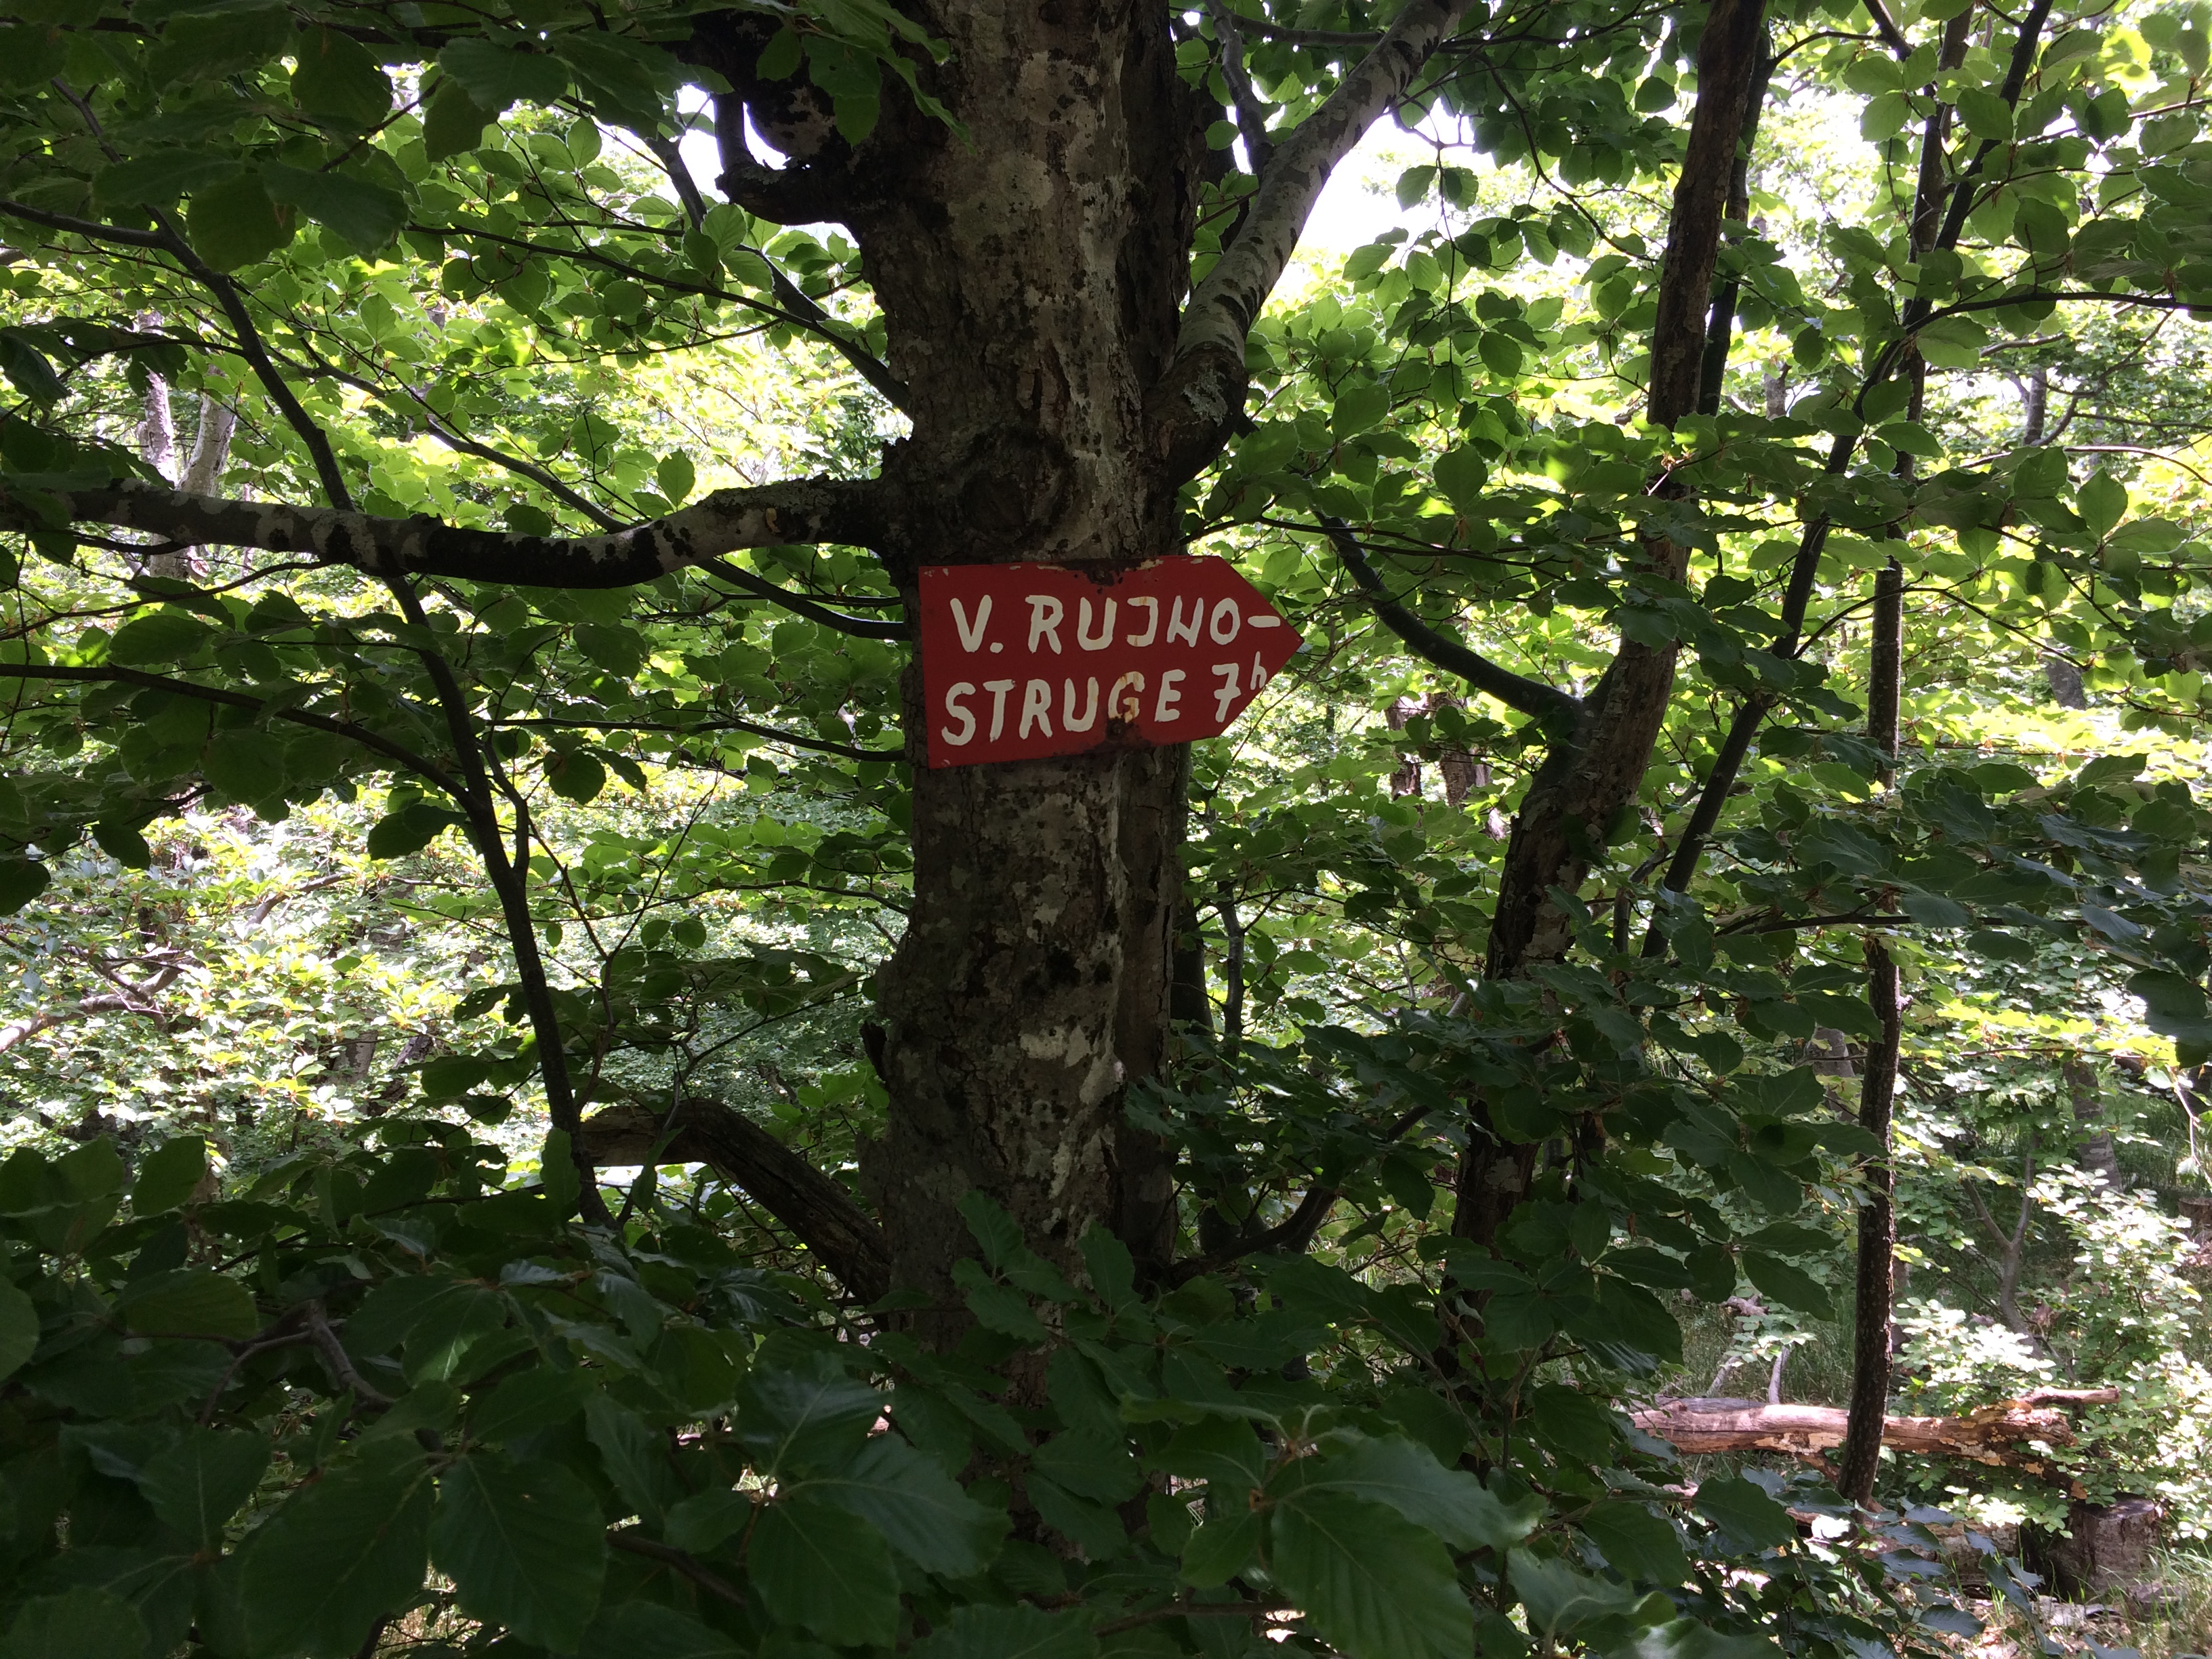 V. RUJNO-
STRUGE 7h